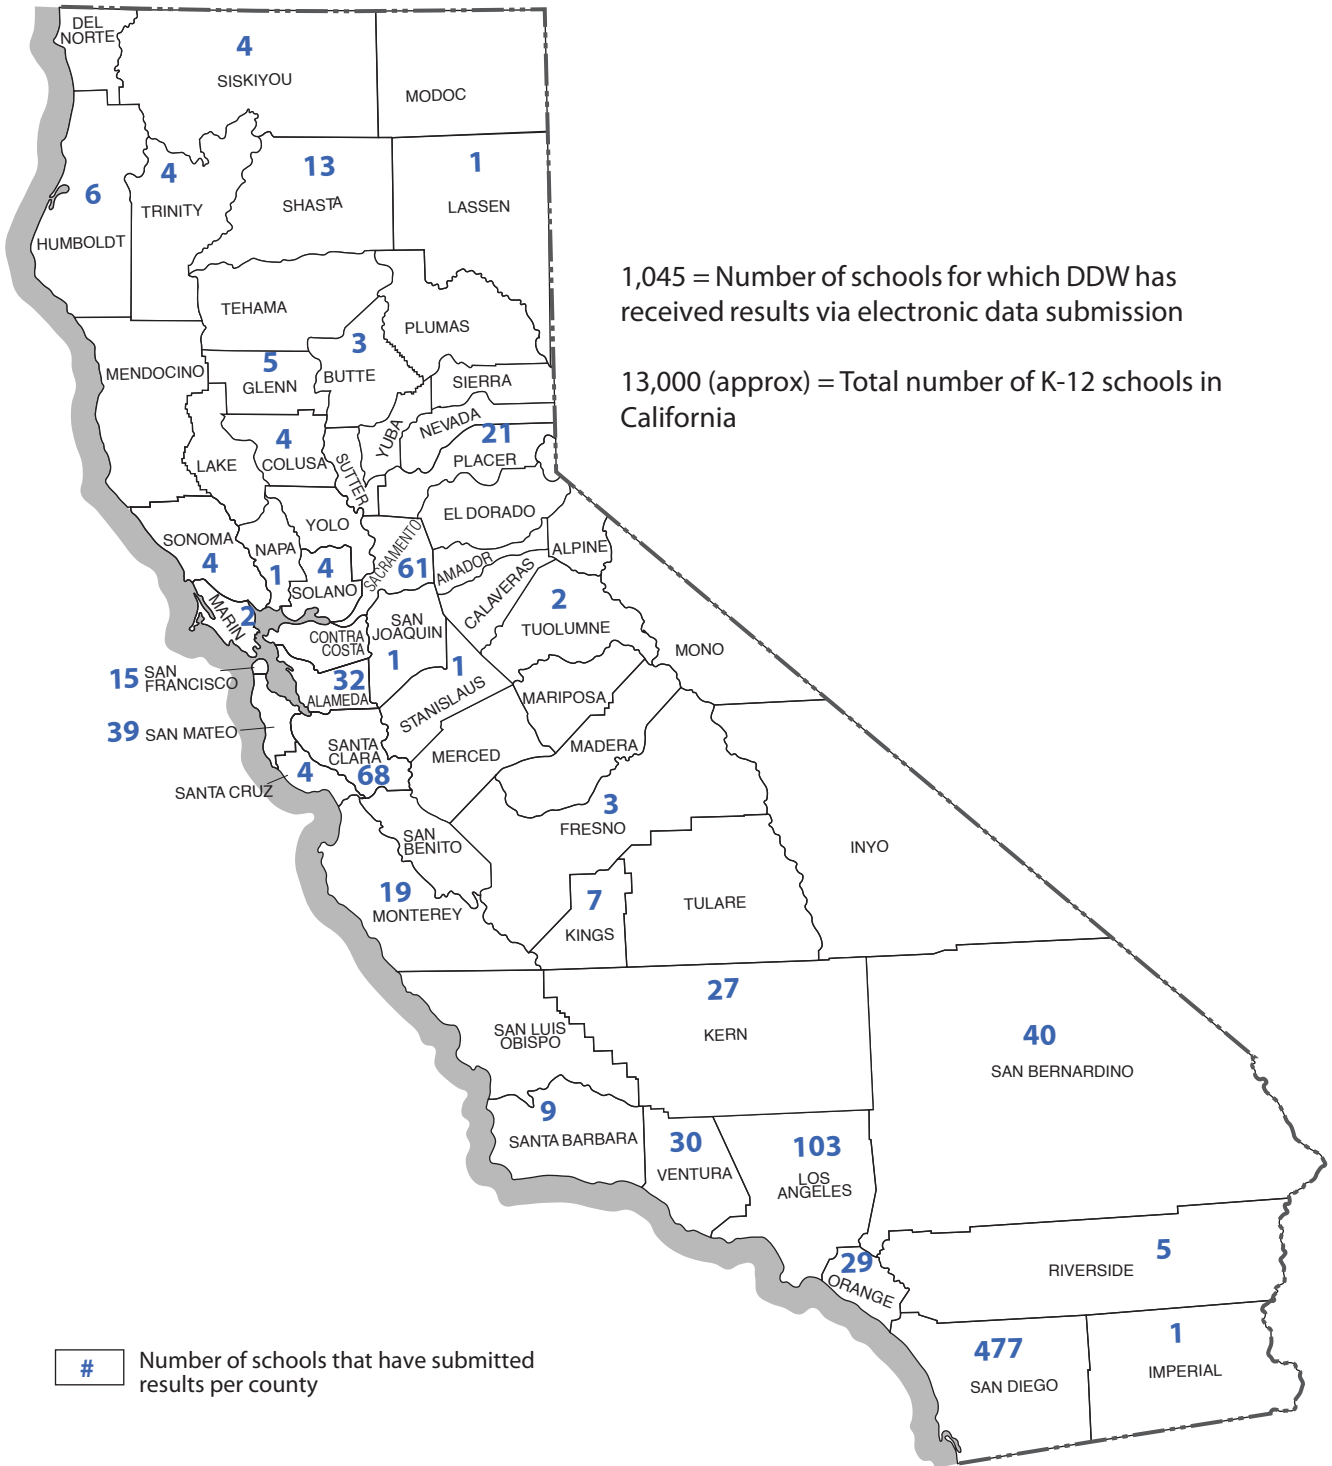 DEL
NORTE
4
SISKIYOU
MODOC
6
HUMBOLDT
4
TRINITY
13
SHASTA
1
LASSEN
1,045 = Number of schools for which DDW has
received results via electronic data submission
13,000 (approx) = Total number of K-12 schools in
California
TEHAMA
PLUMAS
MENDOCINO
5
GLENN
3
BUTTE
SIERRA
NEVADA
YUBA
21
PLACER
LAKE
4
COLUSA
SUTTER
EL DORADO
SONOMA
4
NAPA
1
YOLO
4
SOLANO
SACRAMENTO
61
AMADOR
ALPINE
CALAVERAS
MARIN
2
CONTRA
COSTA
SAN
JOAQUIN
1
2
TUOLUMNE
MONO
15
SAN
FRANCISCO
32
ALAMEDA
1
STANISLAUS
MARIPOSA
39
SAN MATEO
SANTA
CLARA
68
MERCED
MADERA
4
SANTA CRUZ
3
FRESNO
SAN
BENITO
INYO
19
MONTEREY
7
KINGS
TULARE
27
KERN
SAN LUIS
OBISPO
40
SAN BERNARDINO
9
SANTA BARBARA
30
VENTURA
103
LOS
ANGELES
29
ORANGE
5
RIVERSIDE
477
SAN DIEGO
1
IMPERIAL
# Number of schools that have submitted
results per county